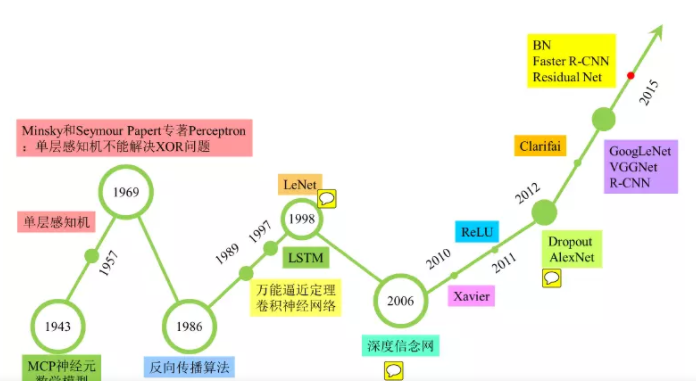 BN
Faster R-CNN
Residual Net
2015
Minsky和Seymour Papert专著Perceptron
：单层感知机不能解决XOR问题
Clarifai
GoogLeNet
VGGNet
R-CNN
1969
LeNet
2012
单层感知机
1998
1957
1989
1997
LSTM
ReLU
2010
2011
Dropout
AlexNet
万能逼近定理
卷积神经网络
Xavier
2006
1943
1986
深度信念网
MCP神经元
数学模型
反向传播算法